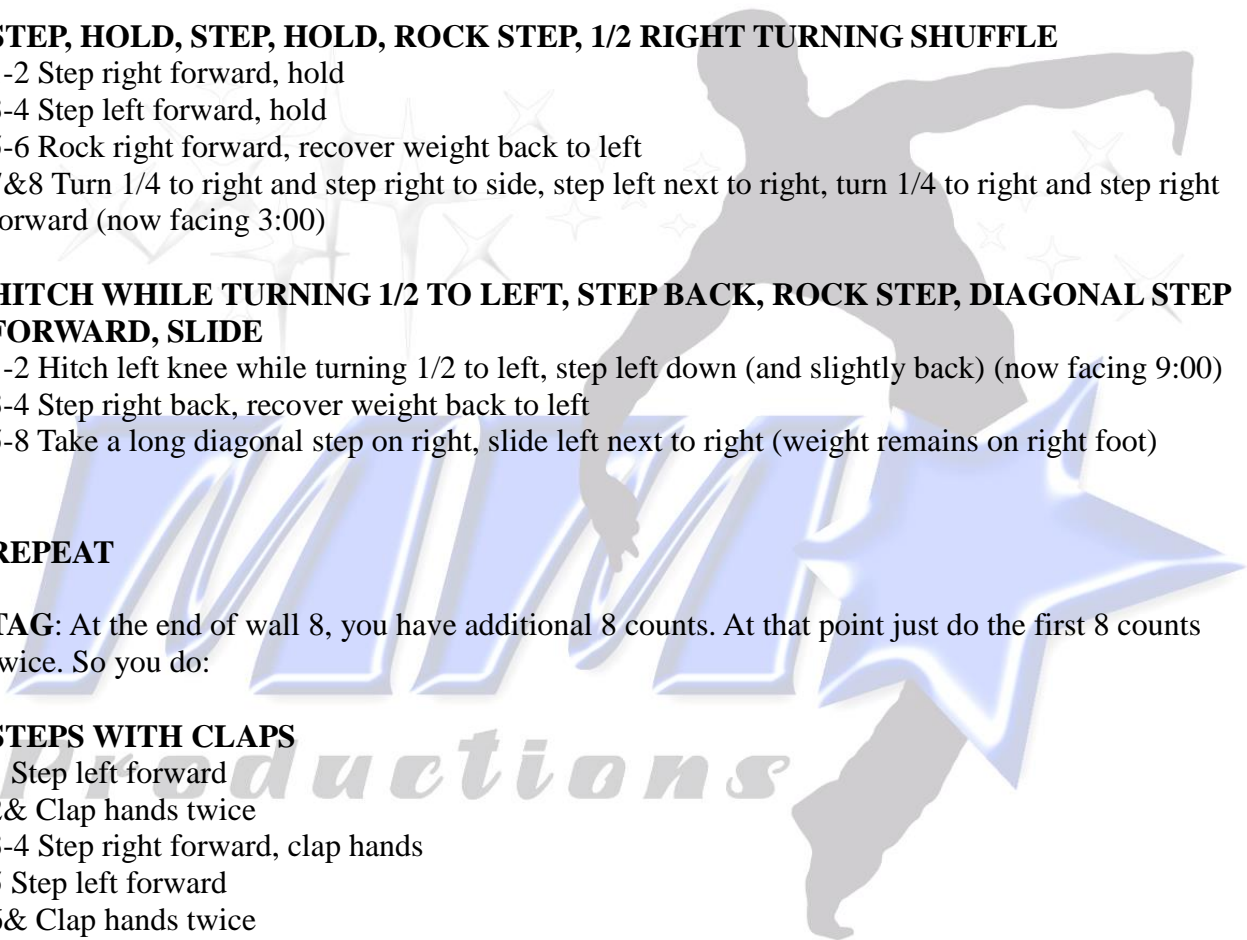 STEP, HOLD, STEP, HOLD, ROCK STEP, 1/2 RIGHT TURNING SHUFFLE
-2 Step right forward, hold
-4 Step left forward, hold
-6 Rock right forward, recover weight back to left
&8 Turn 1/4 to right and step right to side, step left next to right, turn 1/4 to right and step right
forward (now facing 3:00)
HITCH WHILE TURNING 1/2 TO LEFT, STEP BACK, ROCK STEP, DIAGONAL STEP
FORWARD, SLIDE
-2 Hitch left knee while turning 1/2 to left, step left down (and slightly back) (now facing 9:00)
-4 Step right back, recover weight back to left
-8 Take a long diagonal step on right, slide left next to right (weight remains on right foot)
MM
REPEAT
TAG: At the end of wall 8, you have additional 8 counts. At that point just do the first 8 counts
twice. So you do:
STEPS WITH CLAPS
Productions
Step left forward
& Clap hands twice
-4 Step right forward, clap hands
Step left forward
& Clap hands twice